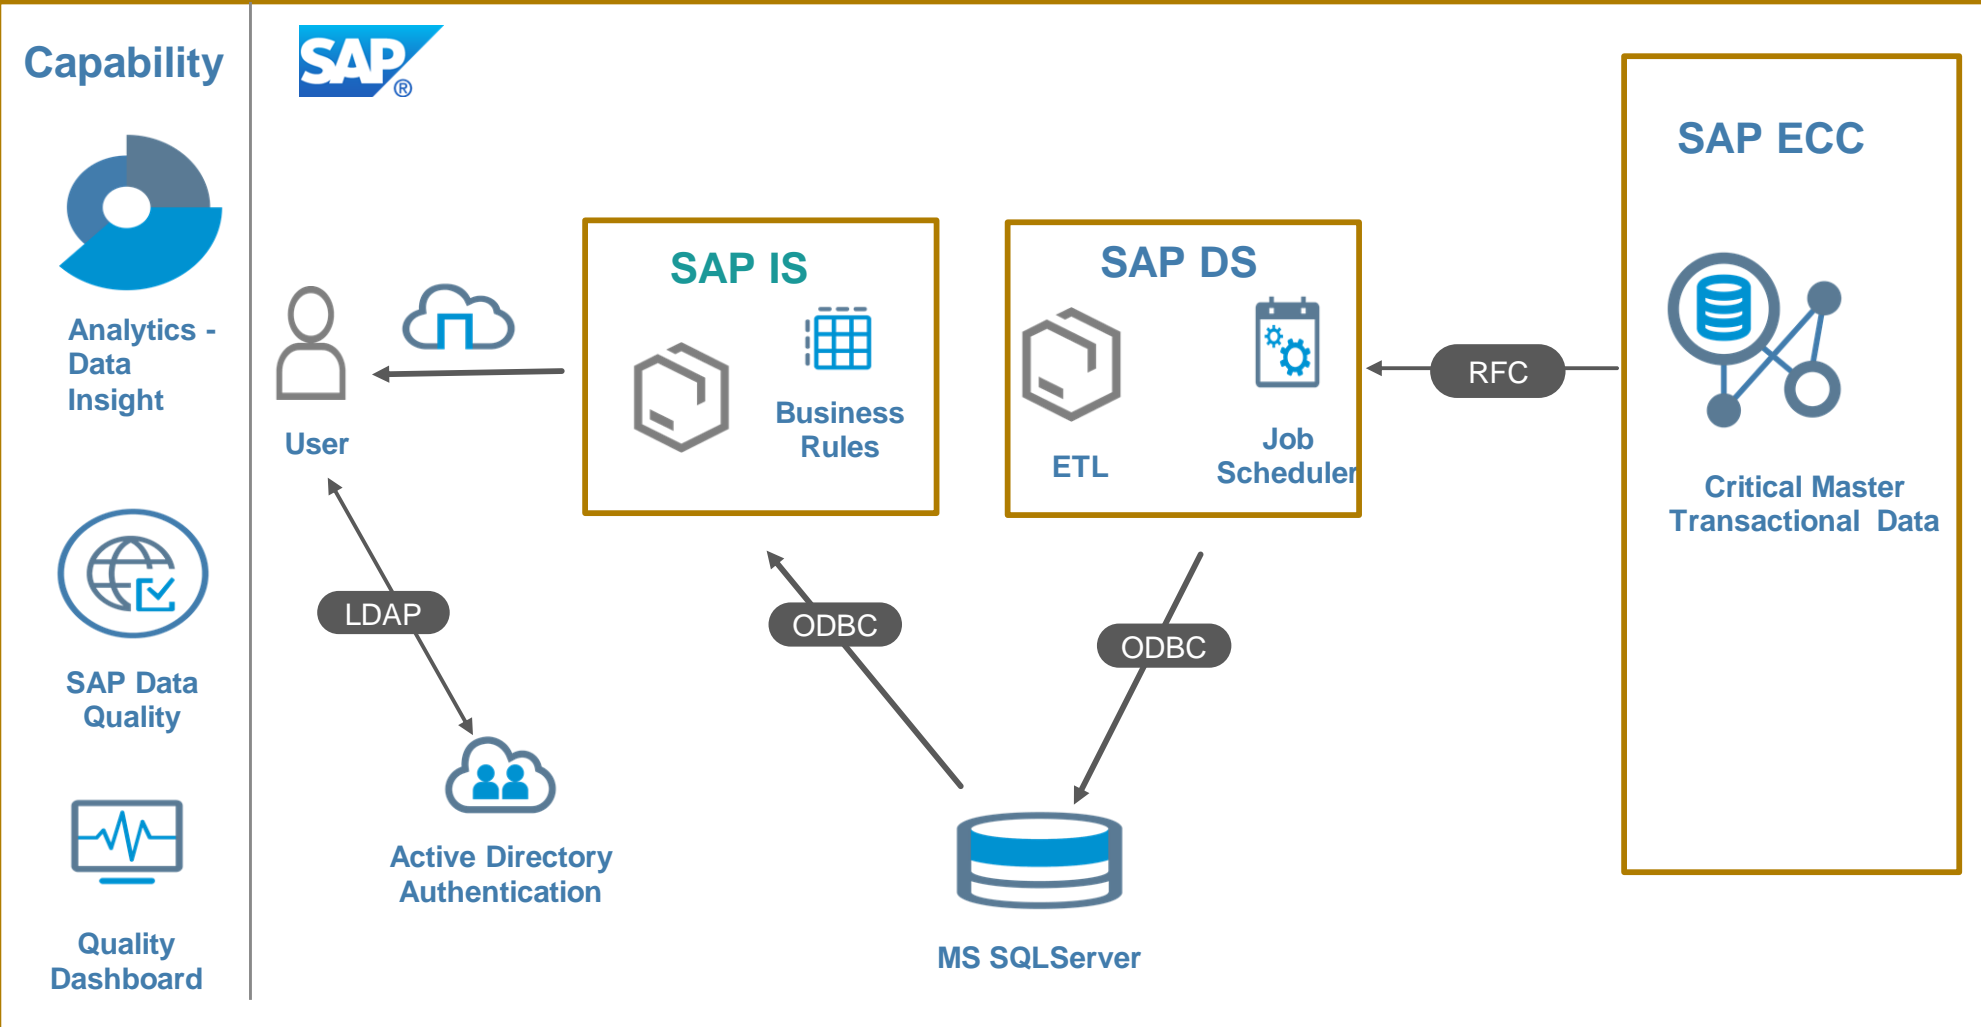 Capability
Analytics -
Data
Insight
SAP Data
Quality
Quality
Dashboard
SAP
®
User
LDAP
Active Directory
Authentication
SAP IS
Business
Rules
ODBC
SAP DS
ETL
Job
Scheduler
ODBC
MS SQLServer
RFC
SAP ECC
Critical Master
Transactional Data